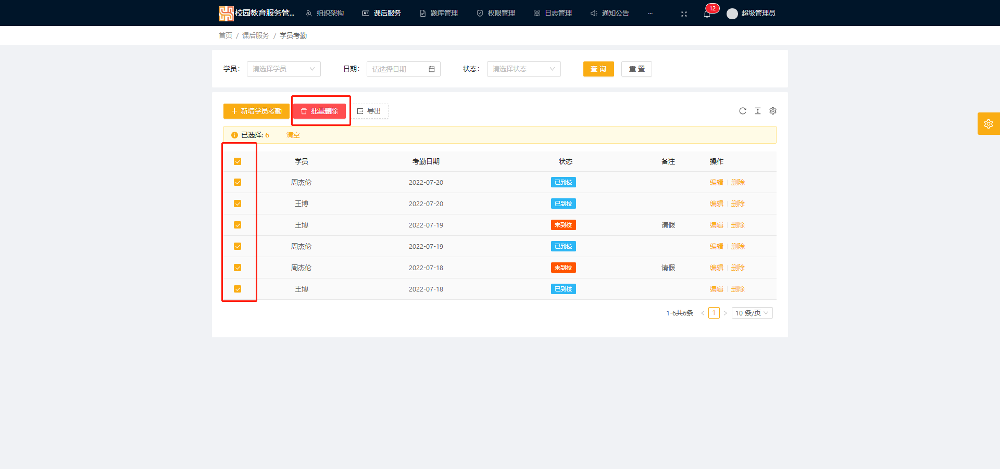 校园教育服务管... 组织架构 课后服务 题库管理 权限管理 日志管理 通知公告 ··· 12 超级管理员
首页 / 课后服务 / 学员考勤
学员: 请选择学员 日期: 请选择日期 状态: 请选择状态 查 询 重 置
新增学员考勤 批量删除 导出
已选择: 6 清空
学员 考勤日期 状态 备注 操作
周杰伦 2022-07-20 已到校 编辑 删除
王博 2022-07-20 已到校 编辑 删除
王博 2022-07-19 未到校 请假 编辑 删除
周杰伦 2022-07-19 已到校 编辑 删除
周杰伦 2022-07-18 未到校 请假 编辑 删除
王博 2022-07-18 已到校 编辑 删除
1-6共6条 < 1 > 10 条/页